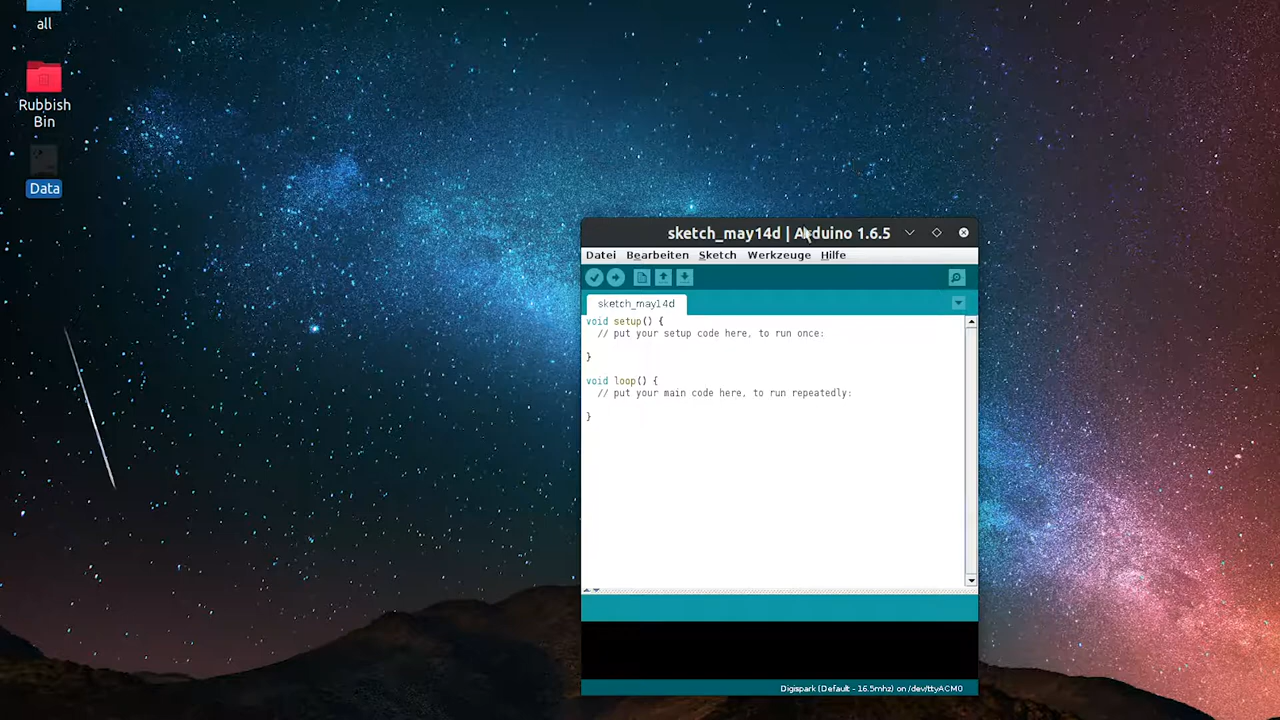 all
Rubbish
Bin
Data
sketch_may14d | Arduino 1.6.5
Datei Bearbeiten Sketch Werkzeuge Hilfe
sketch_may14d
void setup() {
  // put your setup code here, to run once:
}
void loop() {
  // put your main code here, to run repeatedly:
}
Digispark (Default - 16.5mhz) on /dev/ttyACM0